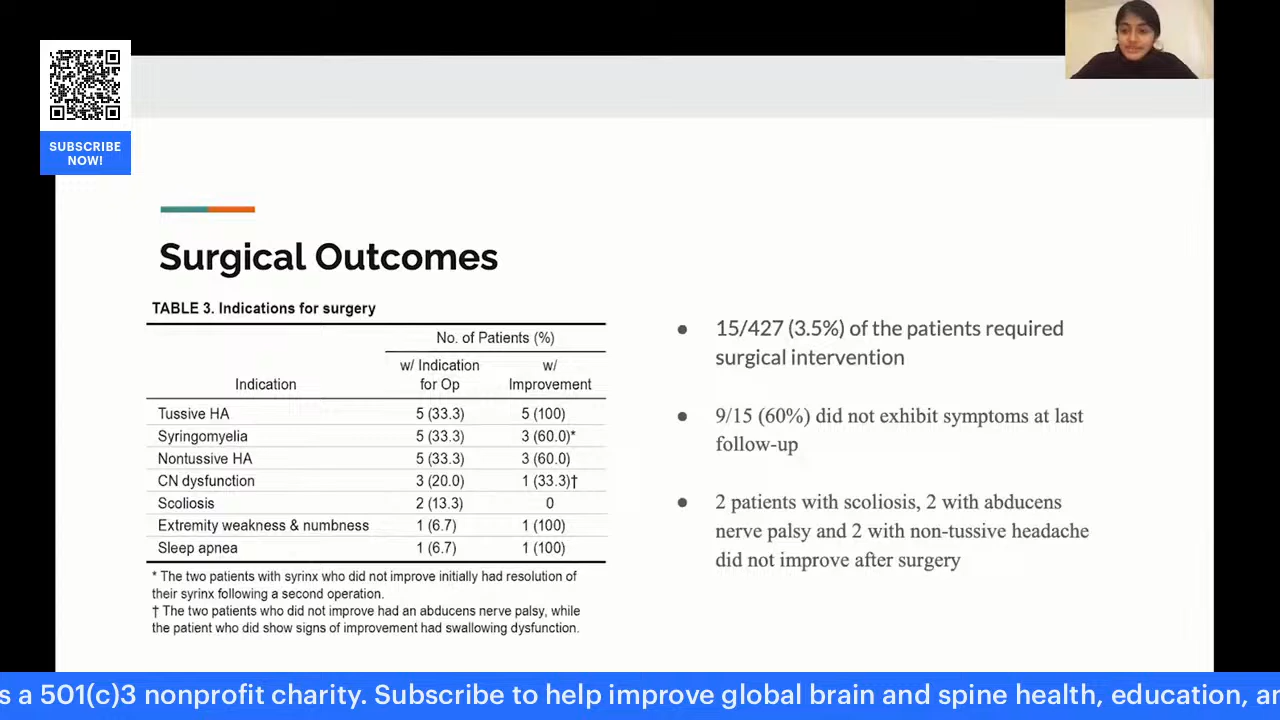 SUBSCRIBE
NOW!
Surgical Outcomes
TABLE 3. Indications for surgery
No. of Patients (%)
w/ Indication
for Op
w/
Improvement
Indication
Tussive HA 5 (33.3) 5 (100)
Syringomyelia 5 (33.3) 3 (60.0)*
Nontussive HA 5 (33.3) 3 (60.0)
CN dysfunction 3 (20.0) 1 (33.3)†
Scoliosis 2 (13.3) 0
Extremity weakness & numbness 1 (6.7) 1 (100)
Sleep apnea 1 (6.7) 1 (100)
* The two patients with syrinx who did not improve initially had resolution of
their syrinx following a second operation.
† The two patients who did not improve had an abducens nerve palsy, while
the patient who did show signs of improvement had swallowing dysfunction.
● 15/427 (3.5%) of the patients required
surgical intervention
● 9/15 (60%) did not exhibit symptoms at last
follow-up
● 2 patients with scoliosis, 2 with abducens
nerve palsy and 2 with non-tussive headache
did not improve after surgery
s a 501(c)3 nonprofit charity. Subscribe to help improve global brain and spine health, education, a